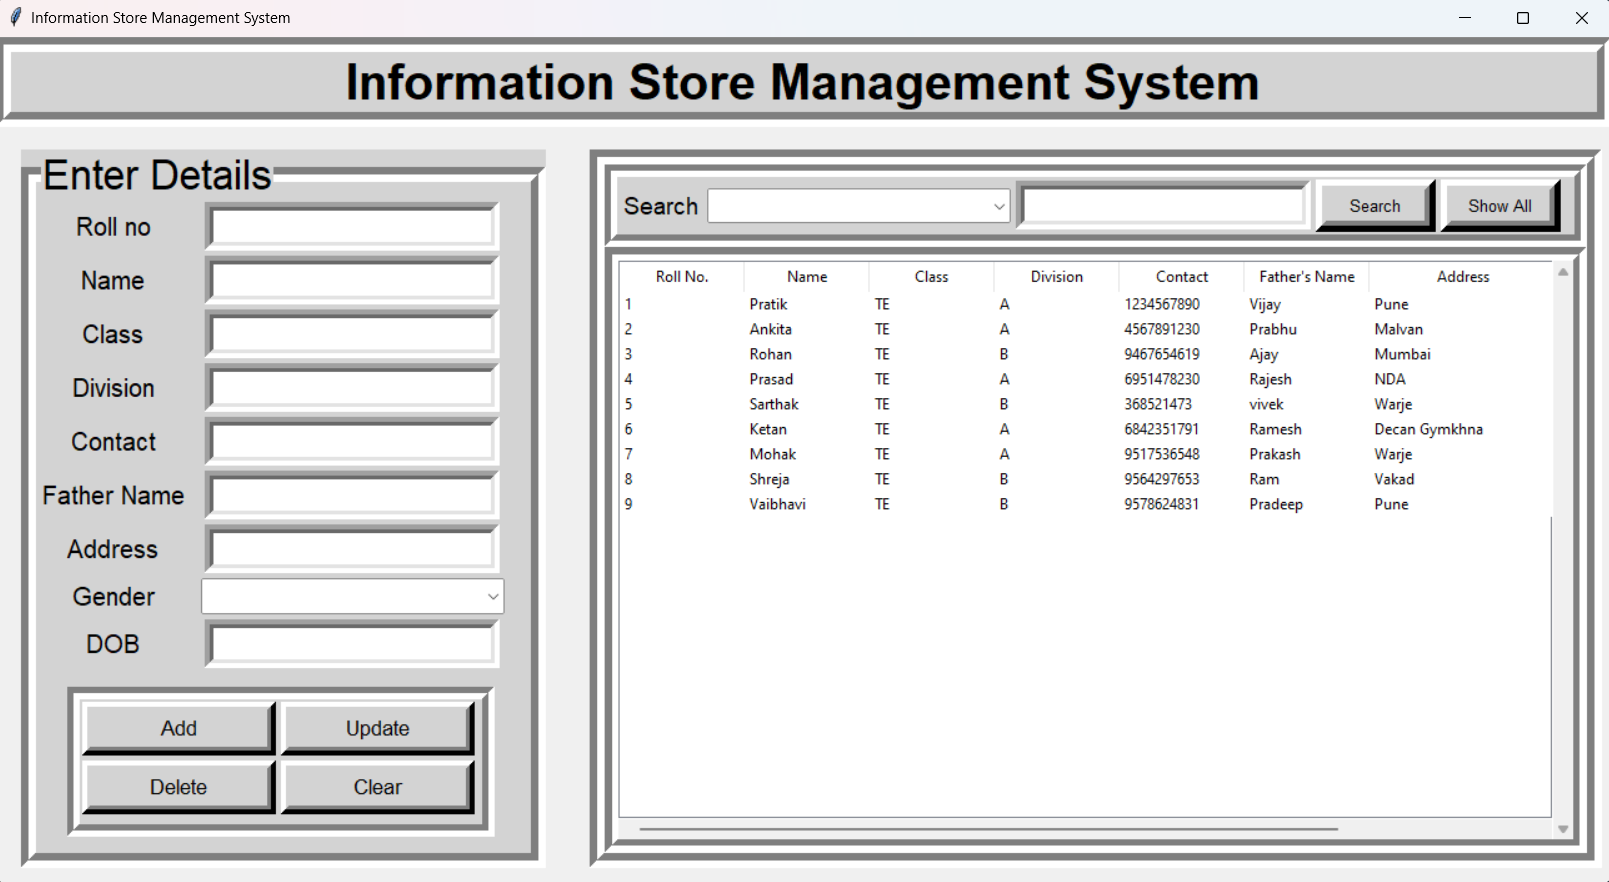 Information Store Management System
Information Store Management System
Enter Details
Roll no
Name
Class
Division
Contact
Father Name
Address
Gender
DOB
Add Update
Delete Clear
Search Search Show All
Roll No. Name Class Division Contact Father's Name Address
1 Pratik TE A 1234567890 Vijay Pune
2 Ankita TE A 4567891230 Prabhu Malvan
3 Rohan TE B 9467654619 Ajay Mumbai
4 Prasad TE A 6951478230 Rajesh NDA
5 Sarthak TE B 368521473 vivek Warje
6 Ketan TE A 6842351791 Ramesh Decan Gymkhna
7 Mohak TE A 9517536548 Prakash Warje
8 Shreja TE B 9564297653 Ram Vakad
9 Vaibhavi TE B 9578624831 Pradeep Pune